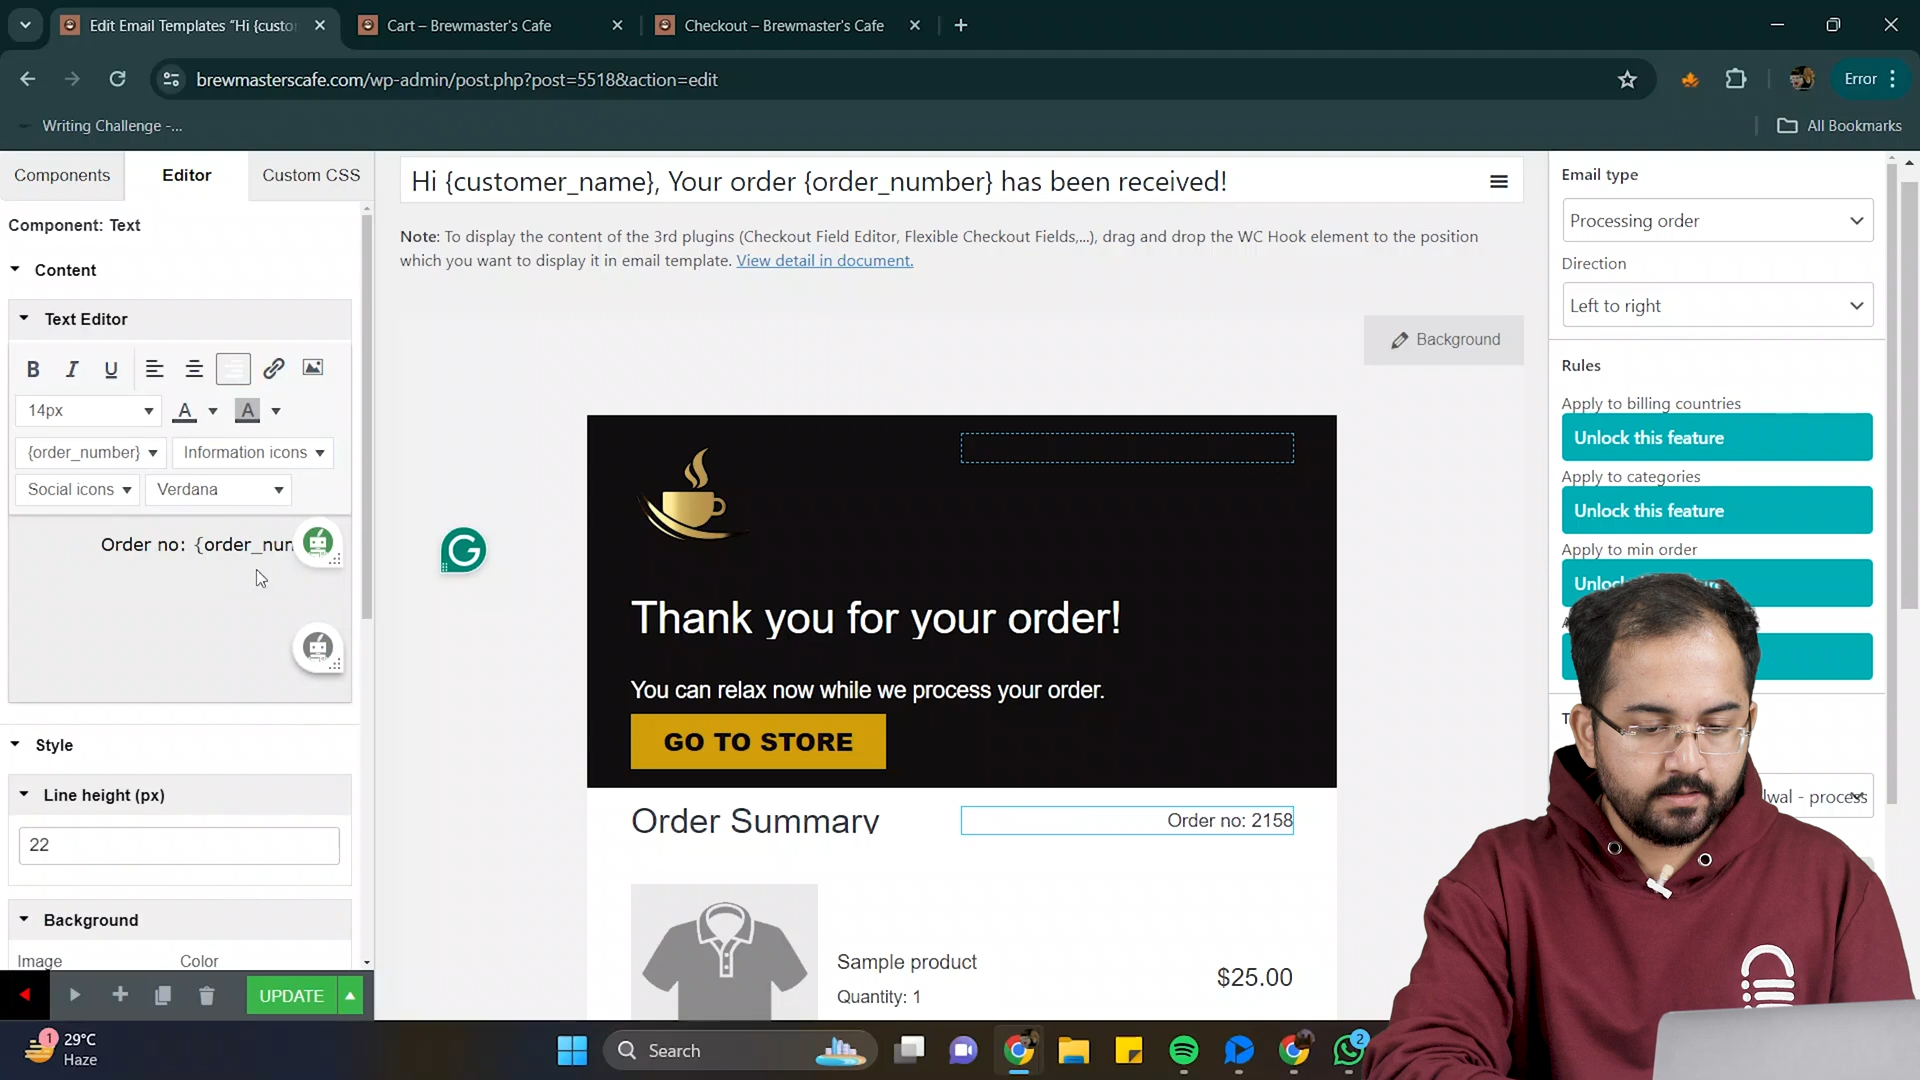 Edit Email Templates “Hi {custo
Cart – Brewmaster's Cafe
Checkout – Brewmaster's Cafe
brewmasterscafe.com/wp-admin/post.php?post=5518&action=edit
Error
Writing Challenge -...
All Bookmarks
Components
Editor
Custom CSS
Component: Text
Content
Text Editor
B I U
14px
A A
{order_number}
Information icons
Social icons
Verdana
Order no: {order_num
Style
Line height (px)
22
Background
Image
Color
UPDATE
Hi {customer_name}, Your order {order_number} has been received!
Note: To display the content of the 3rd plugins (Checkout Field Editor, Flexible Checkout Fields,...), drag and drop the WC Hook element to the position
which you want to display it in email template. View detail in document.
Background
G
Thank you for your order!
You can relax now while we process your order.
GO TO STORE
Order Summary
Order no: 2158
Sample product
Quantity: 1
$25.00
Email type
Processing order
Direction
Left to right
Rules
Apply to billing countries
Unlock this feature
Apply to categories
Unlock this feature
Apply to min order
lwal - process
1
29°C
Haze
Search
2